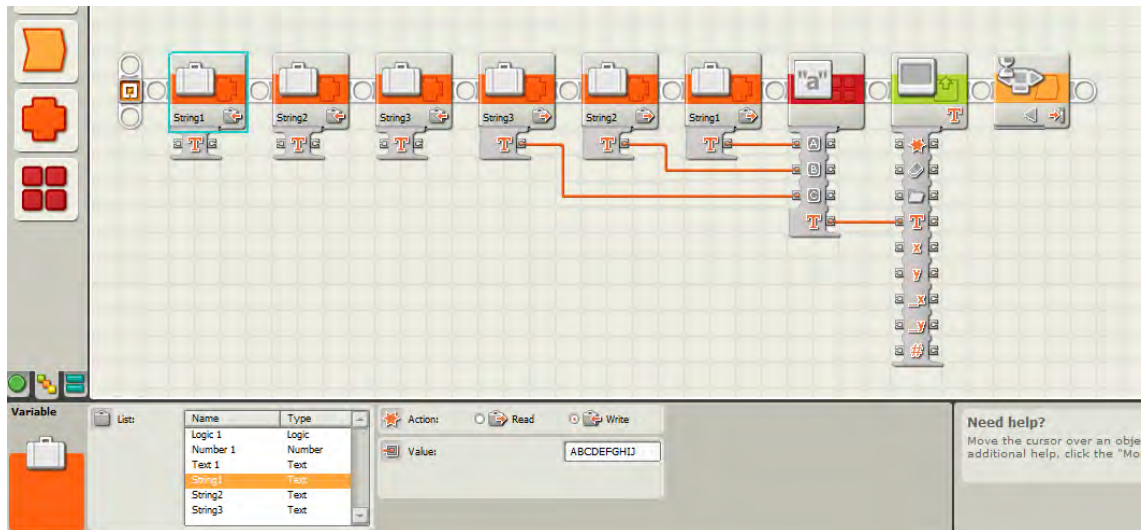 String1
String2
String3
String3
String2
String1
"a"
T
T
T
T
T
T
T
A
B
C
T
T
x
y
_x
_y
#
Variable
List:
Name Type
Logic 1 Logic
Number 1 Number
Text 1 Text
String1 Text
String2 Text
String3 Text
Action: Read Write
Value: ABCDEFGHIJ
Need help?
Move the cursor over an obje
additional help, click the "Mo